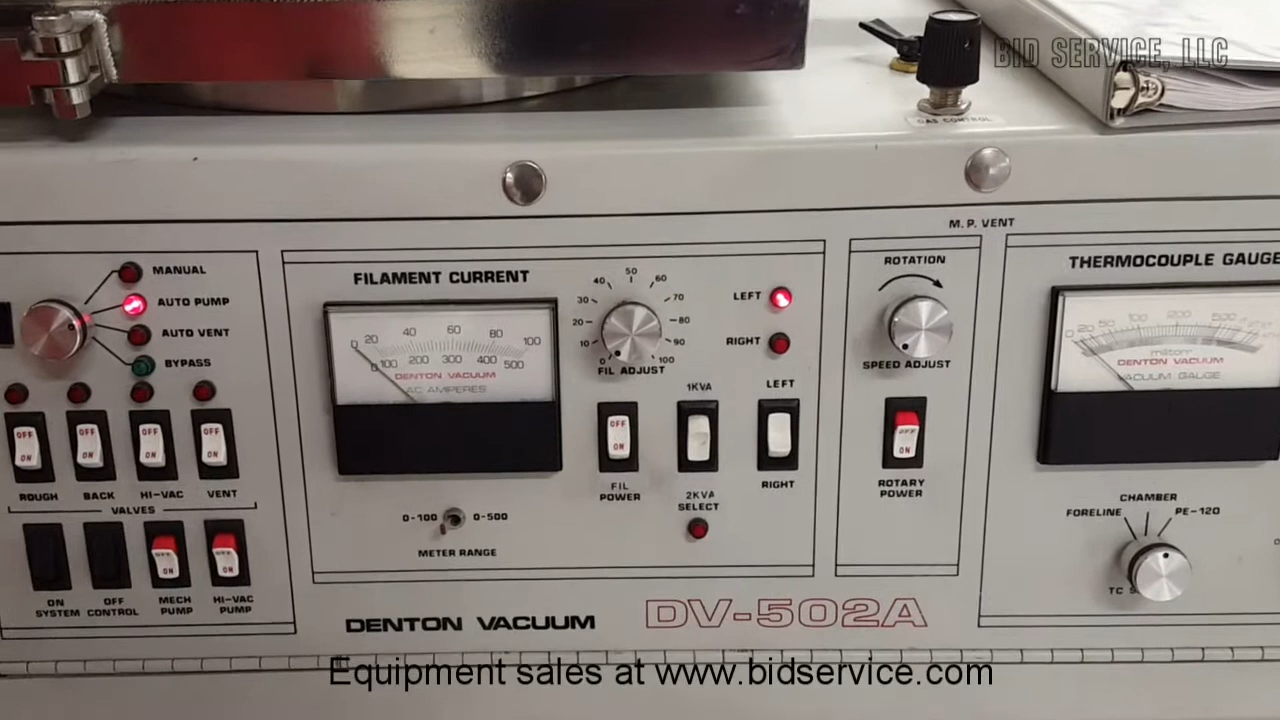 BID SERVICE, LLC
GAS CONTROL
M.P. VENT
MANUAL
AUTO PUMP
AUTO VENT
BYPASS
OFF
ON
OFF
ON
OFF
ON
OFF
ON
ROUGH
BACK
HI-VAC
VENT
VALVES
OFF
ON
OFF
ON
ON
SYSTEM
OFF
CONTROL
MECH
PUMP
HI-VAC
PUMP
FILAMENT CURRENT
0 20 40 60 80 100
0 100 200 300 400 500
DENTON VACUUM
AC AMPERES
0-100
0-500
METER RANGE
0 10 20 30 40 50 60 70 80 90 100
FIL ADJUST
LEFT
RIGHT
OFF
ON
FIL
POWER
1KVA
2KVA
SELECT
LEFT
RIGHT
ROTATION
SPEED ADJUST
OFF
ON
ROTARY
POWER
THERMOCOUPLE GAUGE
0 20 50 100 200 500
militorr
DENTON VACUUM
VACUUM GAUGE
CHAMBER
FORELINE
PE-120
TC
DENTON VACUUM
DV-502A
Equipment sales at www.bidservice.com